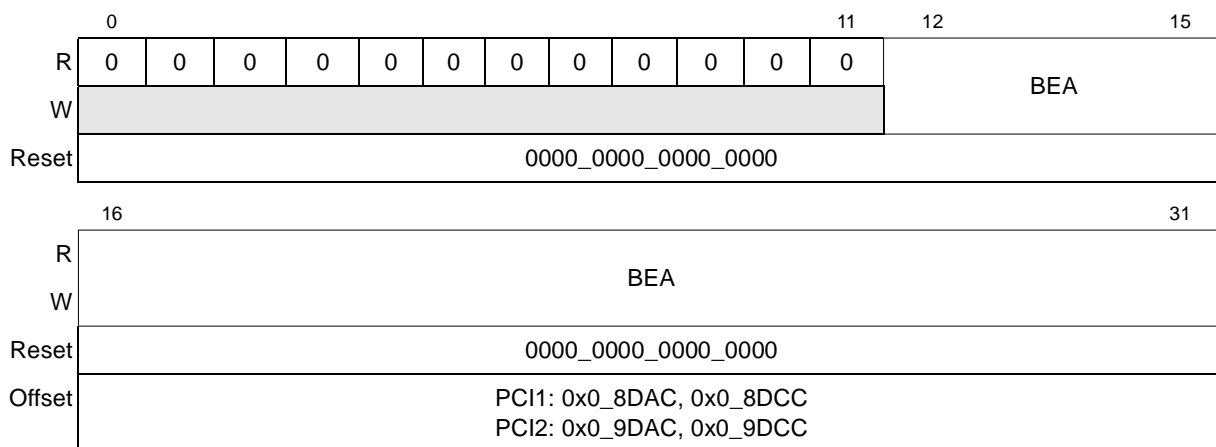 0 11 12 15
R 0 0 0 0 0 0 0 0 0 0 0 0 BEA
W
Reset 0000_0000_0000_0000
16 31
R BEA
W
Reset 0000_0000_0000_0000
Offset PCI1: 0x0_8DAC, 0x0_8DCC
PCI2: 0x0_9DAC, 0x0_9DCC